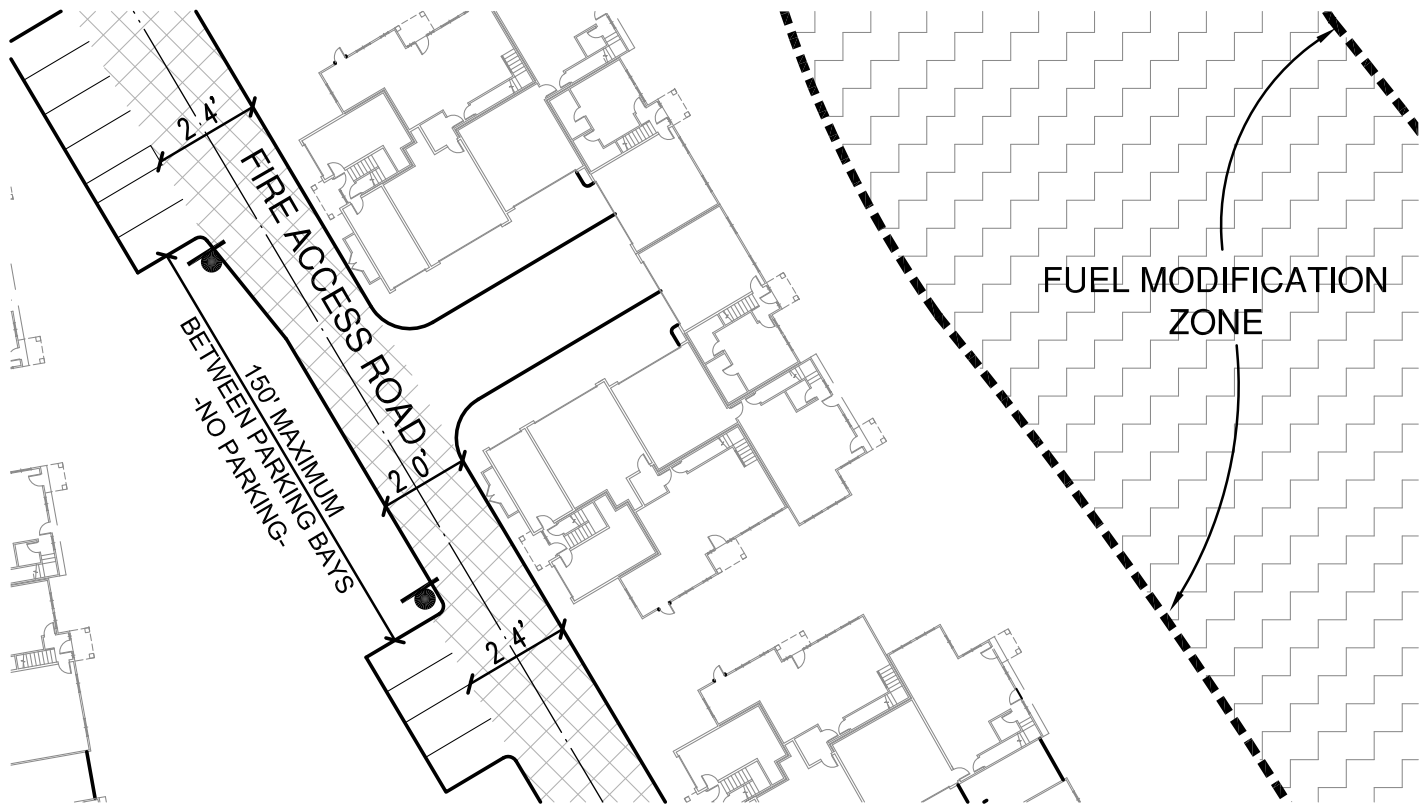 24'
FIRE ACCESS ROAD
150' MAXIMUM
BETWEEN PARKING BAYS
-NO PARKING-
20'
24'
FUEL MODIFICATION
ZONE